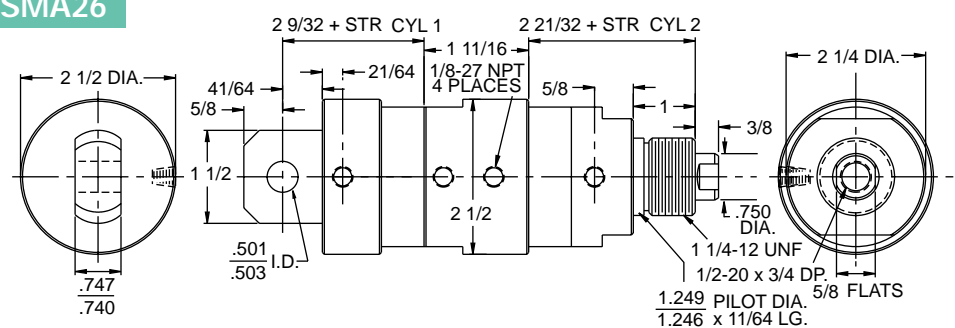 SMA26
2 9/32 + STR CYL 1
2 21/32 + STR CYL 2
1 11/16
2 1/2 DIA.
2 1/4 DIA.
41/64
21/64
1/8-27 NPT
4 PLACES
5/8
5/8
1
3/8
1 1/2
2 1/2
.750
DIA.
.501
.503
I.D.
1 1/4-12 UNF
1/2-20 x 3/4 DP.
5/8 FLATS
.747
.740
1.249
1.246
PILOT DIA.
x 11/64 LG.